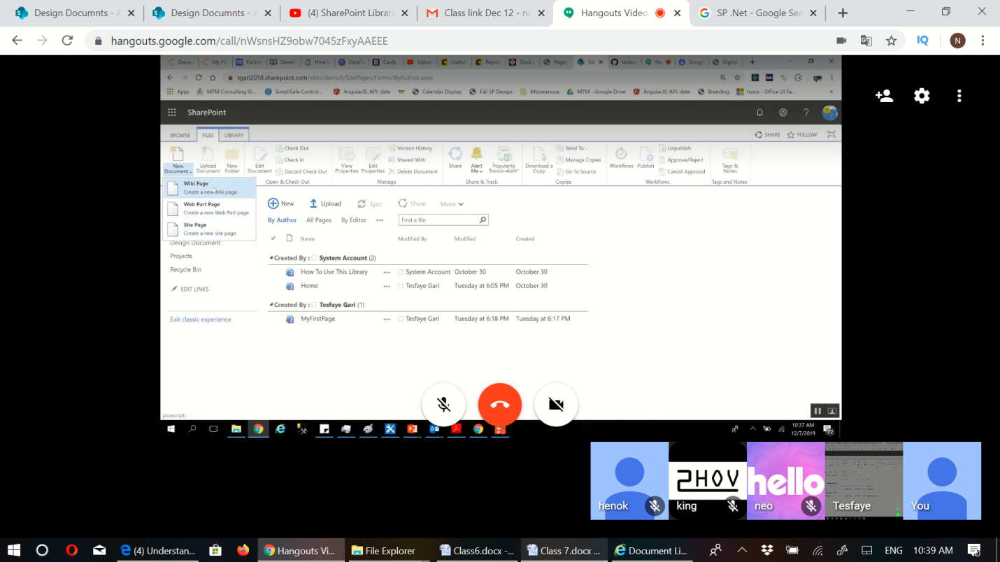 Design Documnts - A
Design Documnts - A
(4) SharePoint Librari
Class link Dec 12 - ne
Hangouts Video
SP .Net - Google Sea
hangouts.google.com/call/nWsnsHZ9obw7045zFxyAAEEE
IQ
N
Docun
My Fi
Online
Devel
How t
DataTa
Cards
Uploa
Useful
Report
Slack
Pages
Site
tesfay
Ha
Googl
Digital
tgari2018.sharepoint.com/sites/demo5/SitePages/Forms/ByAuthor.aspx
Apps
MTM Consulting Gr...
SimpliSafe Control...
AngularJS: API: date
Calendar Display
Fall SP Design
Miscelenous
MTM - Google Drive
AngularJS: API: date
Branding
Icons - Office UI Fa...
SharePoint
BROWSE
FILES
LIBRARY
SHARE
FOLLOW
New Document
Upload Document
New Folder
Edit Document
Check Out
Check In
Discard Check Out
Open & Check Out
View Properties
Edit Properties
Version History
Shared With
Delete Document
Manage
Share
Alert Me
Popularity Trends-Alert*
Share & Track
Download a Copy
Send To
Manage Copies
Go To Source
Copies
Workflows
Publish
Unpublish
Approve/Reject
Cancel Approval
Workflows
Tags & Notes
Tags and Notes
Wiki Page
Create a new wiki page.
Web Part Page
Create a new Web Part page.
Site Page
Create a new site page.
Design Document
Projects
Recycle Bin
EDIT LINKS
Exit classic experience
New
Upload
Sync
Share
More
By Author
All Pages
By Editor
Find a file
Name
Modified By
Modified
Created
Created By : System Account (2)
How To Use This Library
System Account
October 30
October 30
Home
Tesfaye Gari
Tuesday at 6:05 PM
October 30
Created By : Tesfaye Gari (1)
MyFirstPage
Tesfaye Gari
Tuesday at 6:18 PM
Tuesday at 6:17 PM
javascript:;
10:37 AM
12/7/2019
22
henok
2HOV
king
hello
neo
Tesfaye
You
(4) Understan...
Hangouts Vi...
File Explorer
Class6.docx -...
Class 7.docx ...
Document Li...
ENG
10:39 AM